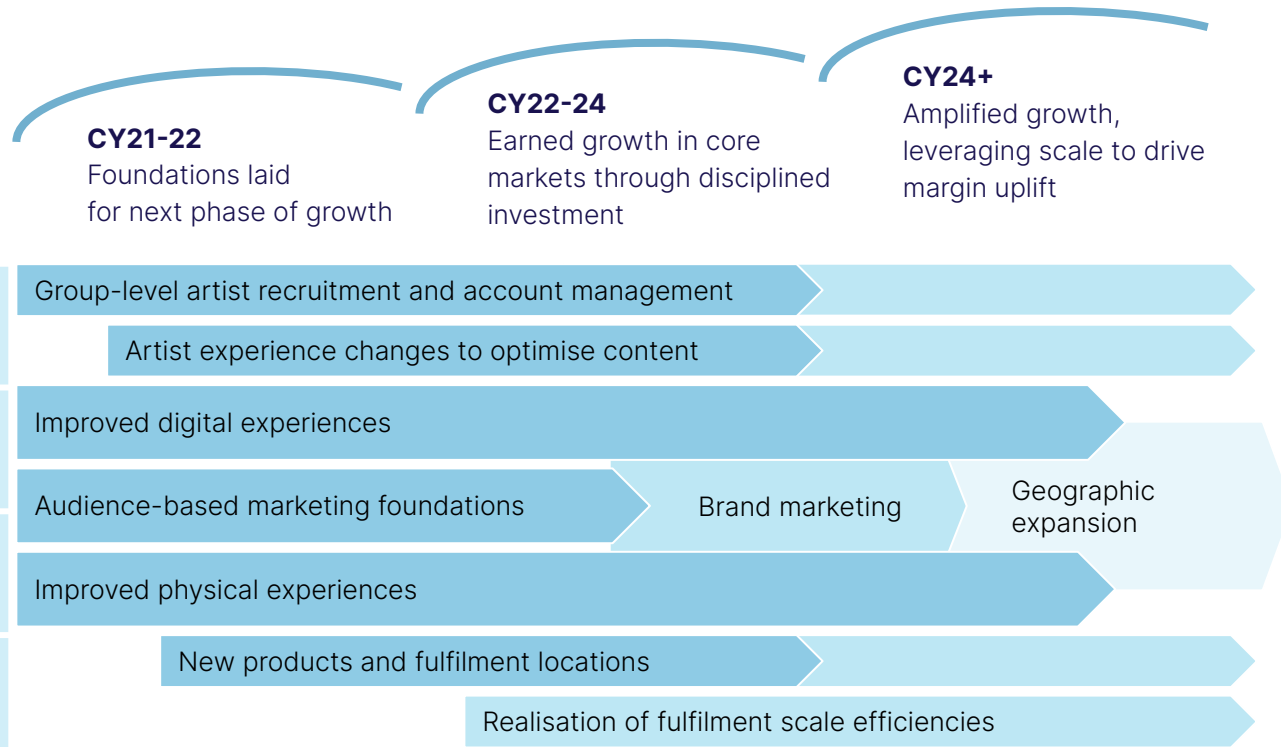 CY21-22
Foundations laid
for next phase of growth
CY22-24
Earned growth in core
markets through disciplined
investment
CY24+
Amplified growth,
leveraging scale to drive
margin uplift
Group-level artist recruitment and account management
Artist experience changes to optimise content
Improved digital experiences
Audience-based marketing foundations
Brand marketing
Geographic
expansion
Improved physical experiences
New products and fulfilment locations
Realisation of fulfilment scale efficiencies